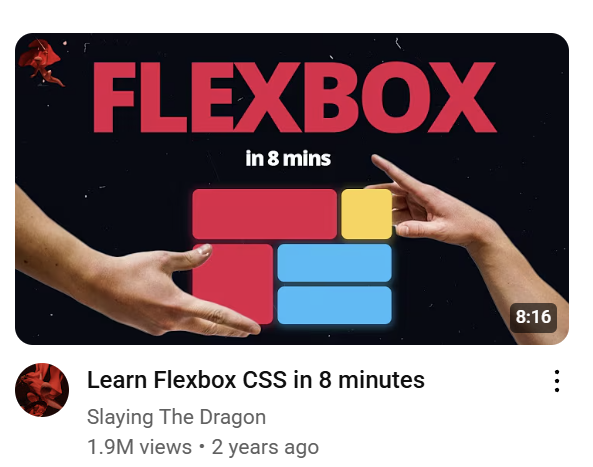 FLEXBOX
in 8 mins
8:16
Learn Flexbox CSS in 8 minutes
Slaying The Dragon
1.9M views • 2 years ago